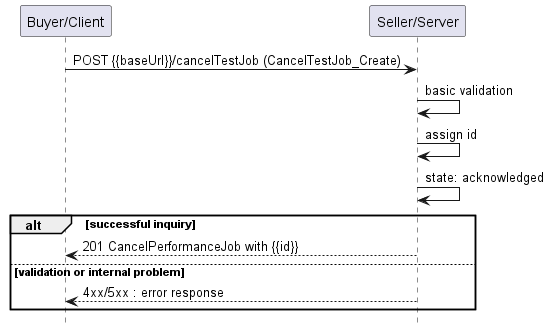 Buyer/Client
Seller/Server
POST {{baseUrl}}/cancelTestJob (CancelTestJob_Create)
basic validation
assign id
state: acknowledged
alt
[successful inquiry]
201 CancelPerformanceJob with {{id}}
[validation or internal problem]
4xx/5xx : error response